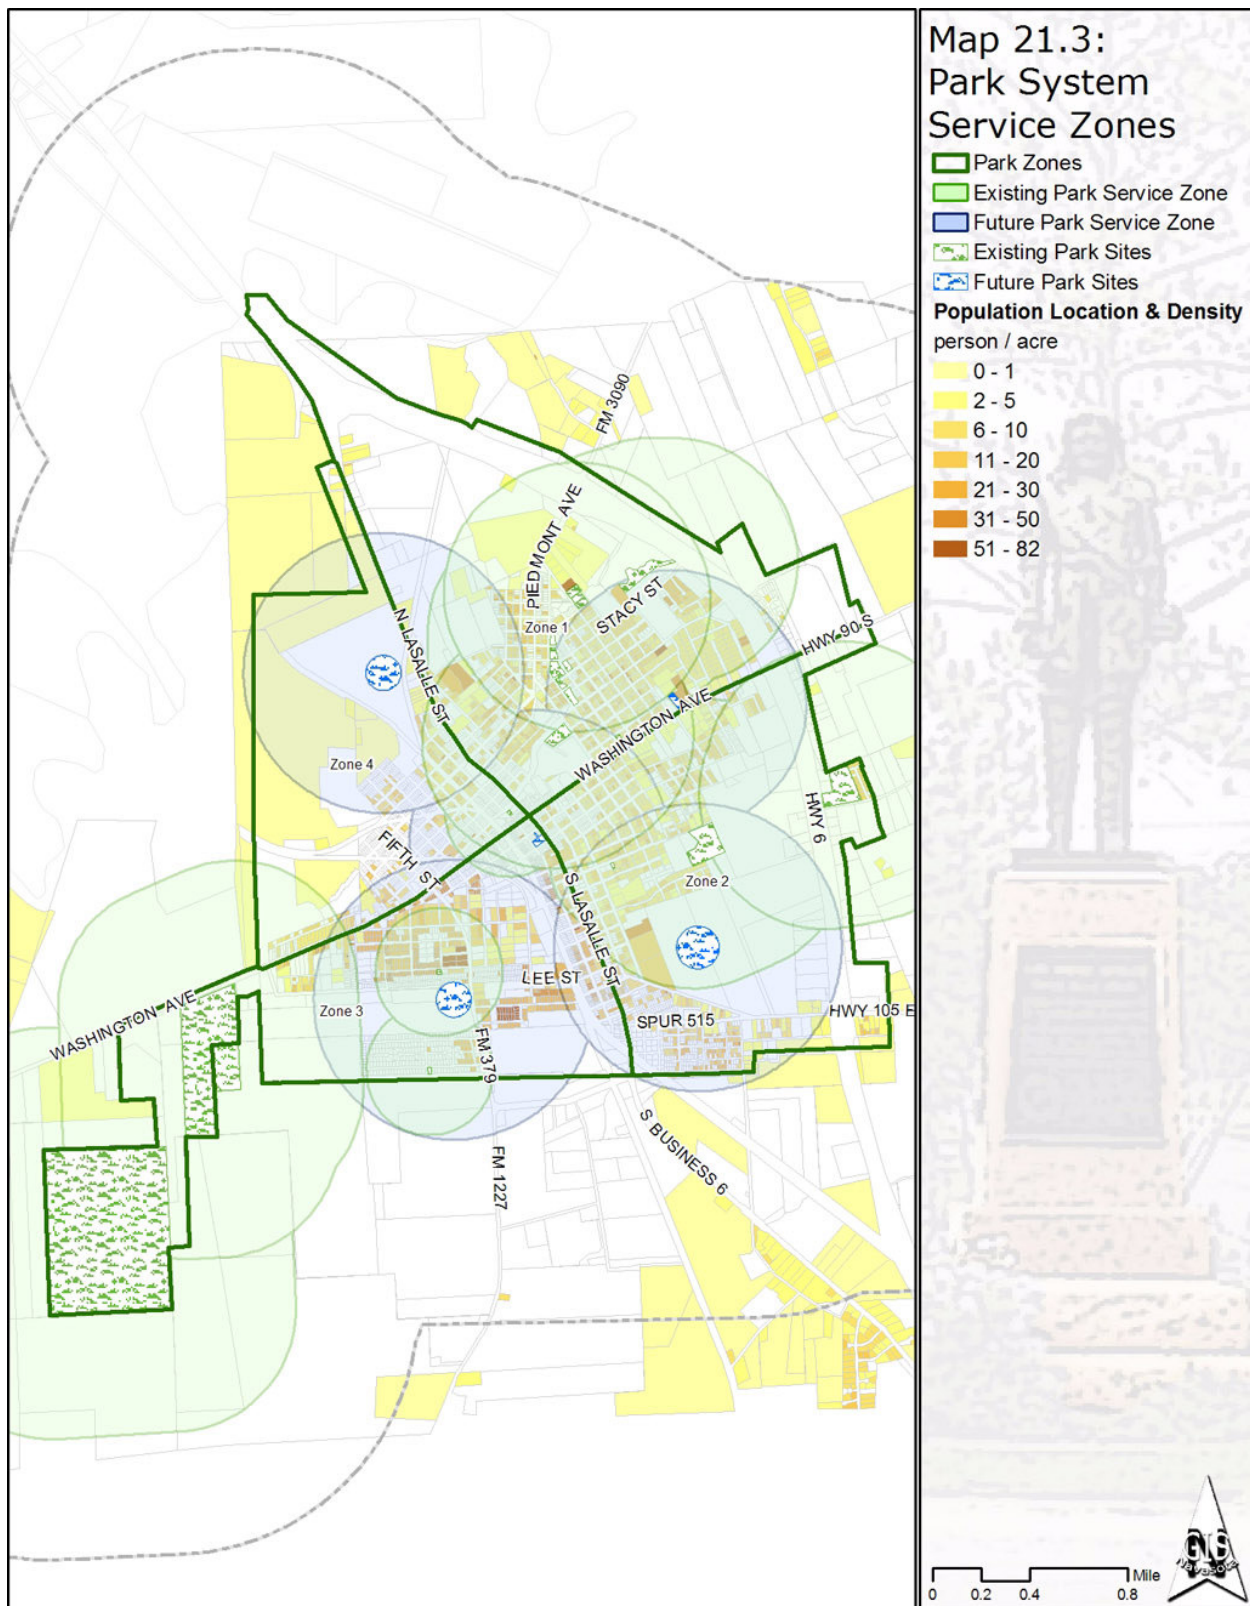 Map 21.3:
Park System
Service Zones
Park Zones
Existing Park Service Zone
Future Park Service Zone
Existing Park Sites
Future Park Sites
Population Location & Density
person / acre
0 - 1
2 - 5
6 - 10
11 - 20
21 - 30
31 - 50
51 - 82
FM 3090
PIEDMONT AVE
STACY ST
Zone 1
N LASALLE ST
HWY 90 S
WASHINGTON AVE
Zone 4
HWY 6
FIFTH ST
Zone 2
S LASALLE ST
LEE ST
Zone 3
SPUR 515
HWY 105 E
WASHINGTON AVE
FM 379
S BUSINESS 6
FM 1227
GIS
Navasota
Mile
0 0.2 0.4 0.8